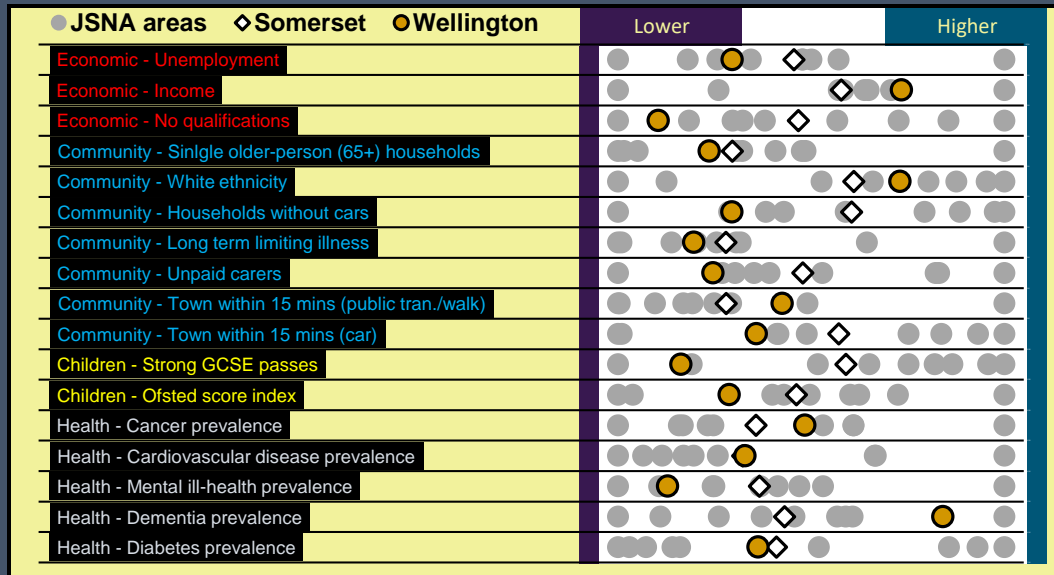 JSNA areas Somerset Wellington Lower Higher
Economic - Unemployment
Economic - Income
Economic - No qualifications
Community - Sinlgle older-person (65+) households
Community - White ethnicity
Community - Households without cars
Community - Long term limiting illness
Community - Unpaid carers
Community - Town within 15 mins (public tran./walk)
Community - Town within 15 mins (car)
Children - Strong GCSE passes
Children - Ofsted score index
Health - Cancer prevalence
Health - Cardiovascular disease prevalence
Health - Mental ill-health prevalence
Health - Dementia prevalence
Health - Diabetes prevalence